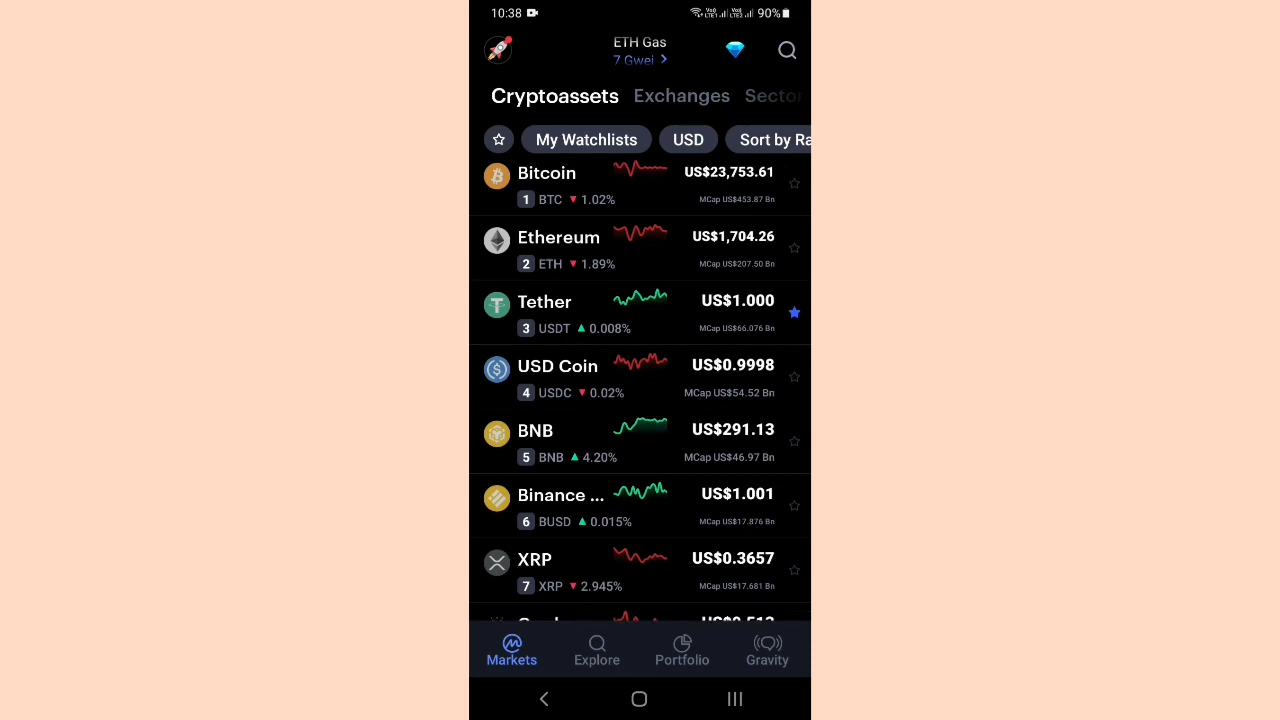 10:38 90%
ETH Gas
7 Gwei
Cryptoassets Exchanges Sector
My Watchlists USD Sort by Ra
Bitcoin US$23,753.61
1 BTC 1.02% MCap US$453.87 Bn
Ethereum US$1,704.26
2 ETH 1.89% MCap US$207.50 Bn
Tether US$1.000
3 USDT 0.008% MCap US$66.076 Bn
USD Coin US$0.9998
4 USDC 0.02% MCap US$54.52 Bn
BNB US$291.13
5 BNB 4.20% MCap US$46.97 Bn
Binance ... US$1.001
6 BUSD 0.015% MCap US$17.876 Bn
XRP US$0.3657
7 XRP 2.945% MCap US$17.681 Bn
Markets Explore Portfolio Gravity